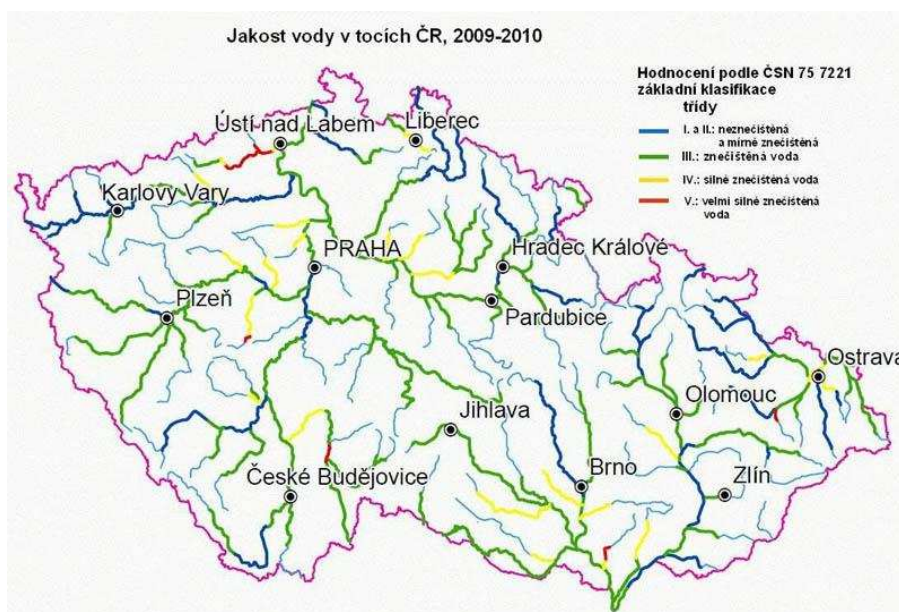 Jakost vody v tocích ČR, 2009-2010
Hodnocení podle ČSN 75 7221
základní klasifikace
třídy
I. a II.: neznečištěná
a mírně znečištěná
III.: znečištěná voda
IV.: silně znečištěná voda
V.: velmi silně znečištěná
voda
Ústí nad Labem
Liberec
Karlovy Vary
PRAHA
Hradec Králové
Plzeň
Pardubice
Ostrava
Olomouc
Jihlava
České Budějovice
Brno
Zlín